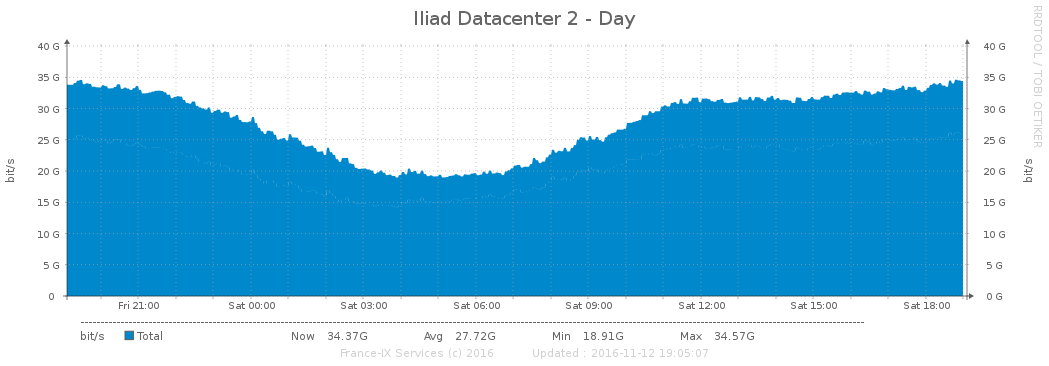 Iliad Datacenter 2 - Day
RRDTOOL / TOBI OETIKER
40 G 40 G
35 G 35 G
30 G 30 G
25 G 25 G
20 G 20 G
15 G 15 G
10 G 10 G
5 G 5 G
0 0 G
bit/s bit/s
Fri 21:00 Sat 00:00 Sat 03:00 Sat 06:00 Sat 09:00 Sat 12:00 Sat 15:00 Sat 18:00
bit/s Total Now 34.37G Avg 27.72G Min 18.91G Max 34.57G
France-IX Services (c) 2016 Updated : 2016-11-12 19:05:07